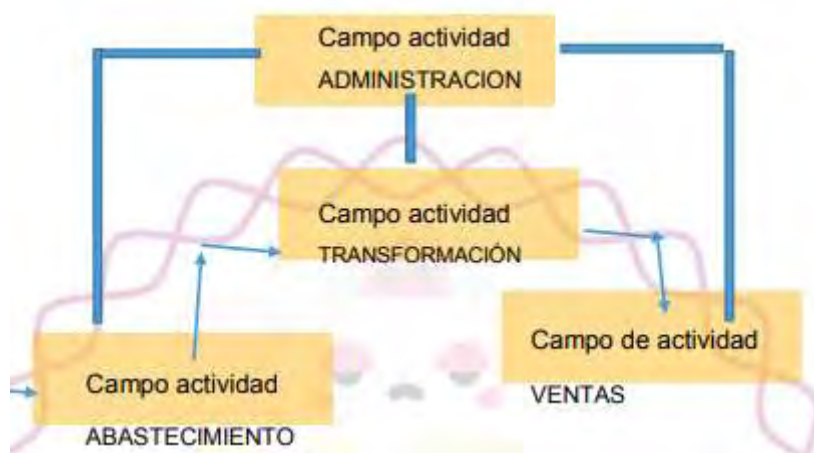 Campo actividad
ADMINISTRACION
Campo actividad
TRANSFORMACIÓN
Campo de actividad
VENTAS
Campo actividad
ABASTECIMIENTO